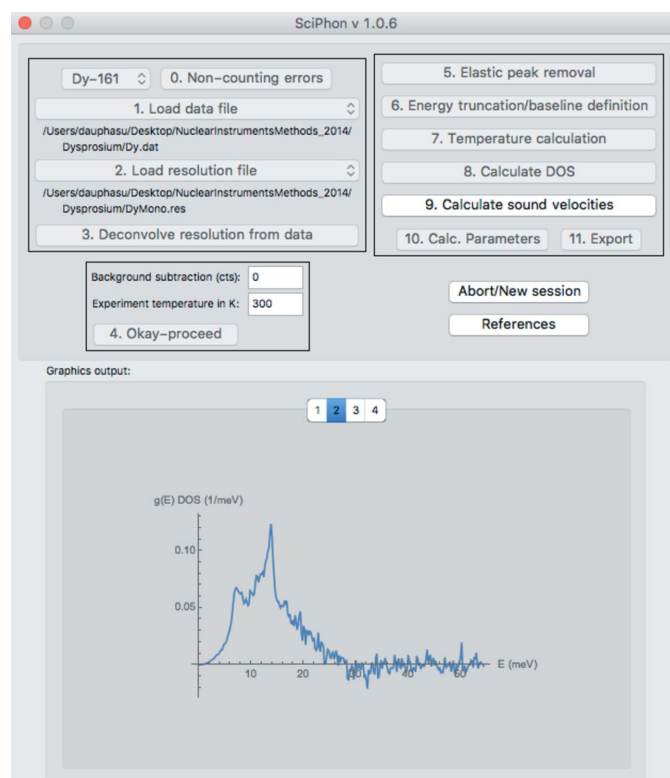 SciPhon v 1.0.6
Dy-161
0. Non-counting errors
1. Load data file
/Users/dauphasu/Desktop/NuclearInstrumentsMethods_2014/
Dysprosium/Dy.dat
2. Load resolution file
/Users/dauphasu/Desktop/NuclearInstrumentsMethods_2014/
Dysprosium/DyMono.res
3. Deconvolve resolution from data
Background subtraction (cts): 0
Experiment temperature in K: 300
4. Okay-proceed
5. Elastic peak removal
6. Energy truncation/baseline definition
7. Temperature calculation
8. Calculate DOS
9. Calculate sound velocities
10. Calc. Parameters
11. Export
Abort/New session
References
Graphics output:
1 2 3 4
g(E) DOS (1/meV)
0.10
0.05
10 20 30 40 50 60
E (meV)